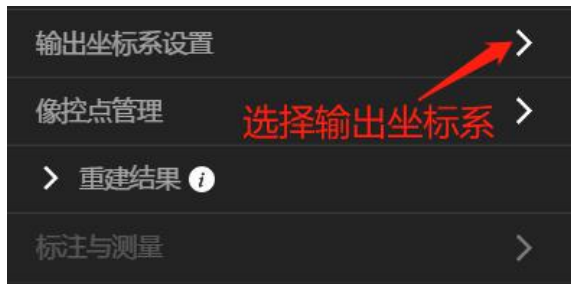 输出坐标系设置
像控点管理
选择输出坐标系
重建结果
标注与测量